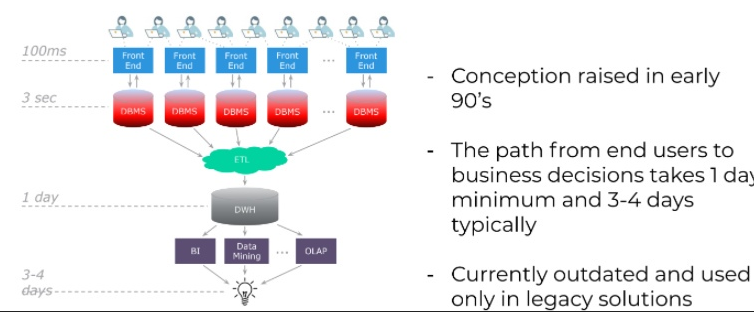 100ms
Front End
Front End
Front End
Front End
...
Front End
3 sec
DBMS
DBMS
DBMS
DBMS
...
DBMS
ETL
1 day
DWH
BI
Data Mining
...
OLAP
3-4 days
- Conception raised in early
90's
- The path from end users to
business decisions takes 1 day
minimum and 3-4 days
typically
- Currently outdated and used
only in legacy solutions